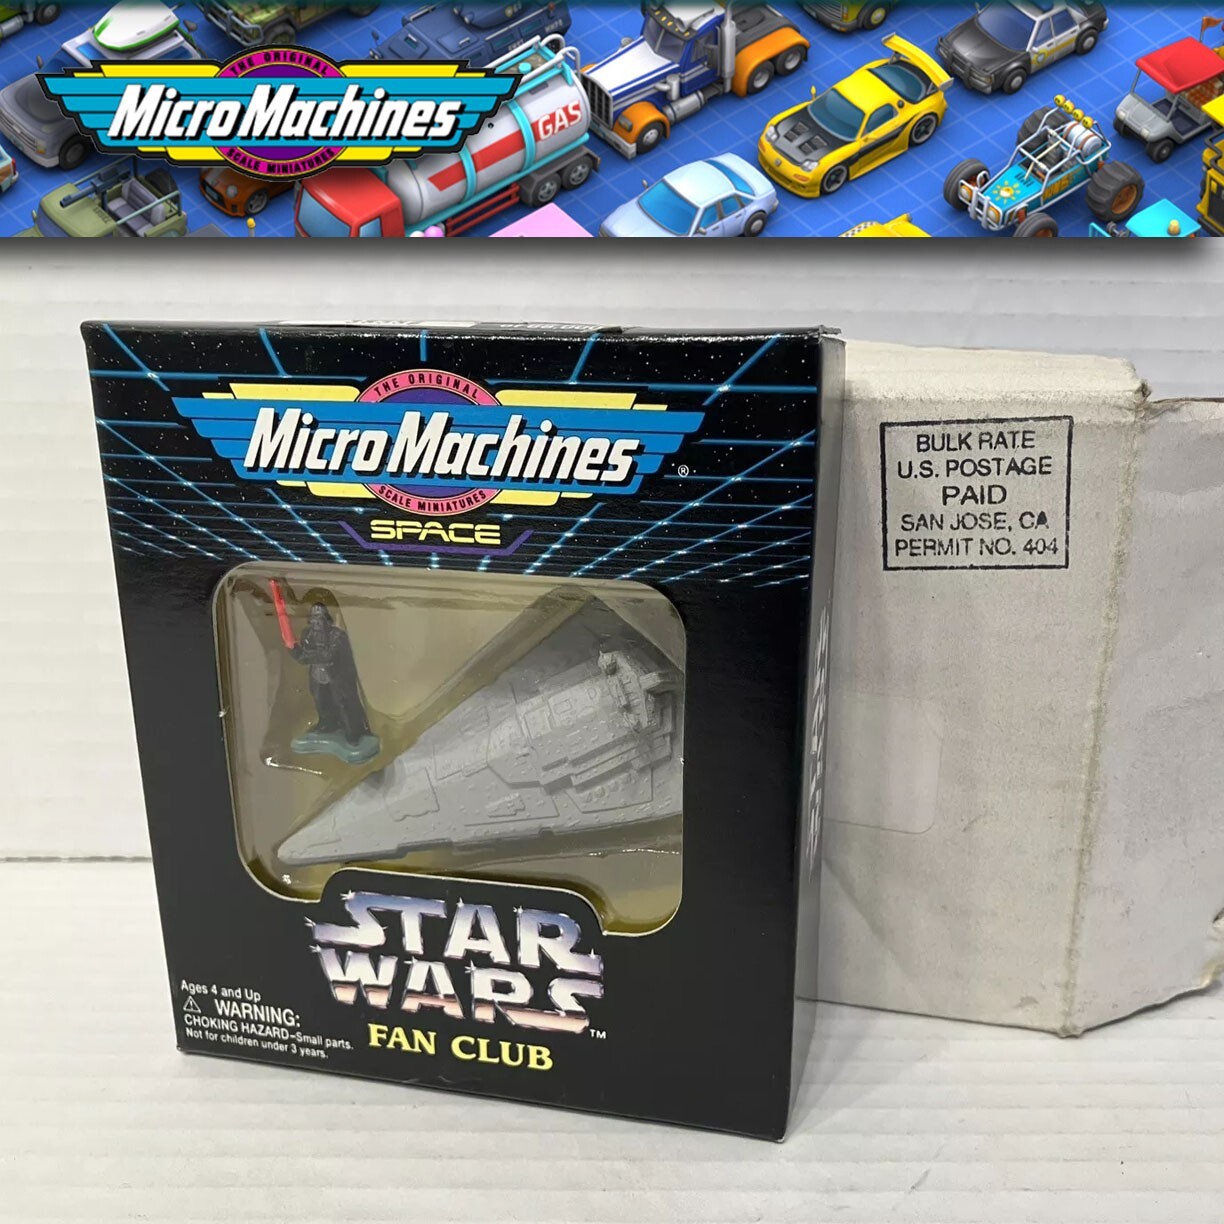 THE ORIGINAL
Micro Machines
SCALE MINIATURES
GAS
THE ORIGINAL
Micro Machines
®
SCALE MINIATURES
SPACE
STAR
WARS
™
FAN CLUB
Ages 4 and Up
WARNING:
CHOKING HAZARD–Small parts.
Not for children under 3 years.
BULK RATE
U.S. POSTAGE
PAID
SAN JOSE, CA
PERMIT NO. 404